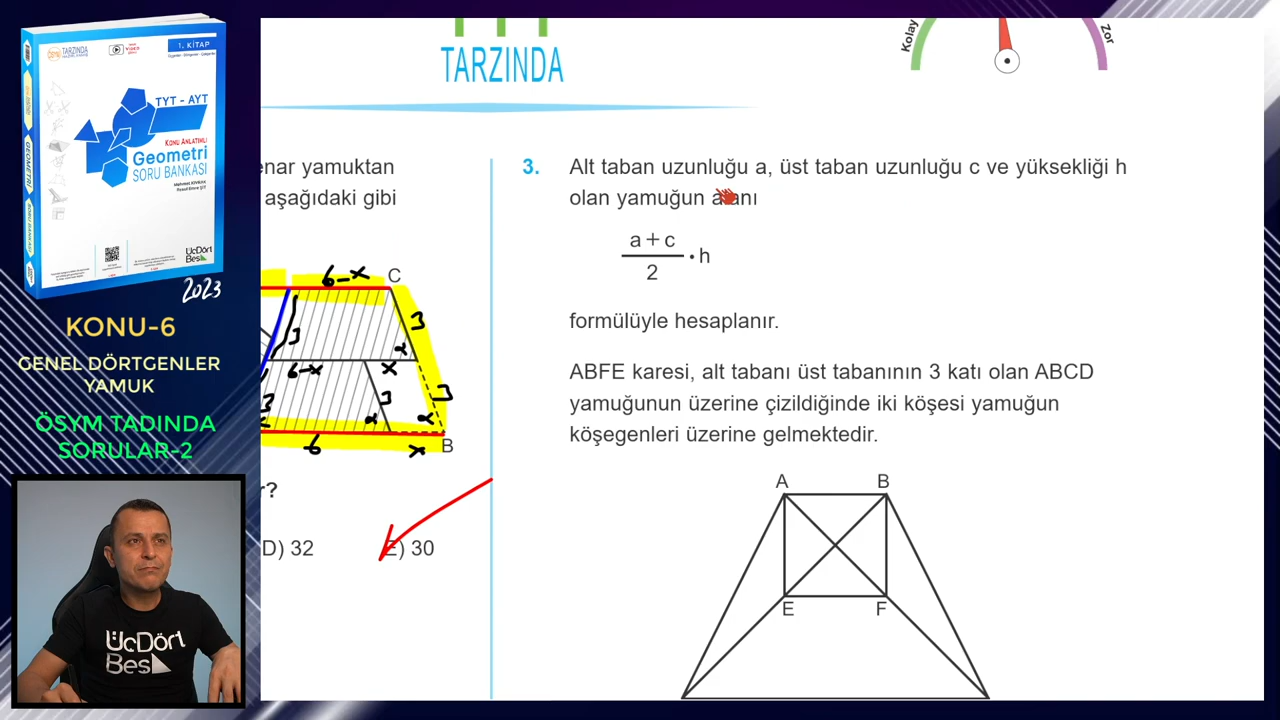 TARZINDA
1. KİTAP
TYT - AYT
KONU ANLATIMLI
Geometri
SORU BANKASI
ÜçDört
Beş
2023
KONU-6
GENEL DÖRTGENLER
YAMUK
ÖSYM TADINDA
SORULAR-2
ÜçDört
Beş
TARZINDA
Kolay
Zor
enar yamuktan
aşağıdaki gibi
6-x
C
3
6-x
x
3
3
α
α
α
6
x
B
r?
D) 32
E) 30
3.
Alt taban uzunluğu a, üst taban uzunluğu c ve yüksekliği h
olan yamuğun alanı
a+c
2
• h
formülüyle hesaplanır.
ABFE karesi, alt tabanı üst tabanının 3 katı olan ABCD
yamuğunun üzerine çizildiğinde iki köşesi yamuğun
köşegenleri üzerine gelmektedir.
A
B
E
F